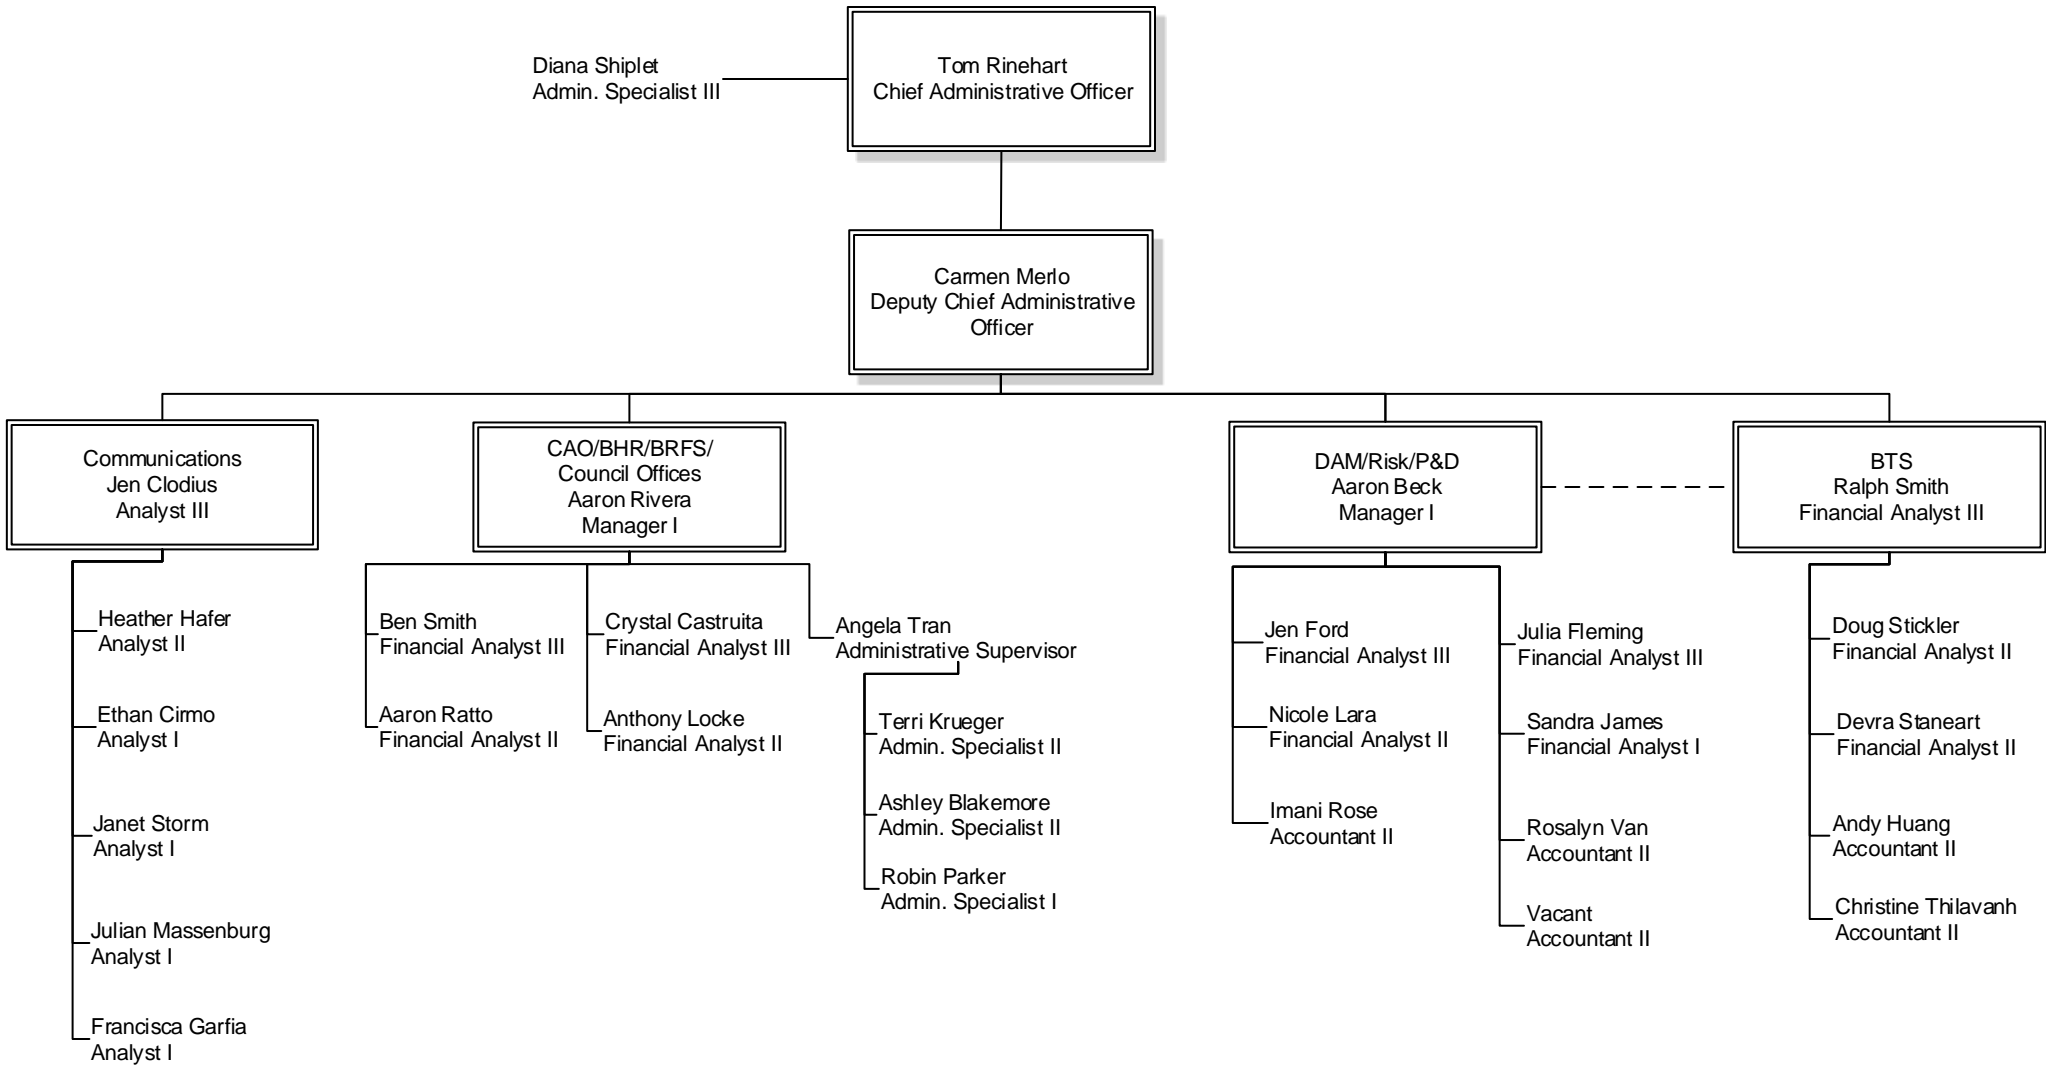 Diana Shiplet
Admin. Specialist III
Tom Rinehart
Chief Administrative Officer
Carmen Merlo
Deputy Chief Administrative
Officer
Communications
Jen Clodius
Analyst III
CAO/BHR/BRFS/
Council Offices
Aaron Rivera
Manager I
DAM/Risk/P&D
Aaron Beck
Manager I
BTS
Ralph Smith
Financial Analyst III
Heather Hafer
Analyst II
Ethan Cirmo
Analyst I
Janet Storm
Analyst I
Julian Massenburg
Analyst I
Francisca Garfia
Analyst I
Ben Smith
Financial Analyst III
Aaron Ratto
Financial Analyst II
Crystal Castruita
Financial Analyst III
Anthony Locke
Financial Analyst II
Angela Tran
Administrative Supervisor
Terri Krueger
Admin. Specialist II
Ashley Blakemore
Admin. Specialist II
Robin Parker
Admin. Specialist I
Jen Ford
Financial Analyst III
Nicole Lara
Financial Analyst II
Imani Rose
Accountant II
Julia Fleming
Financial Analyst III
Sandra James
Financial Analyst I
Rosalyn Van
Accountant II
Vacant
Accountant II
Doug Stickler
Financial Analyst II
Devra Staneart
Financial Analyst II
Andy Huang
Accountant II
Christine Thilavanh
Accountant II